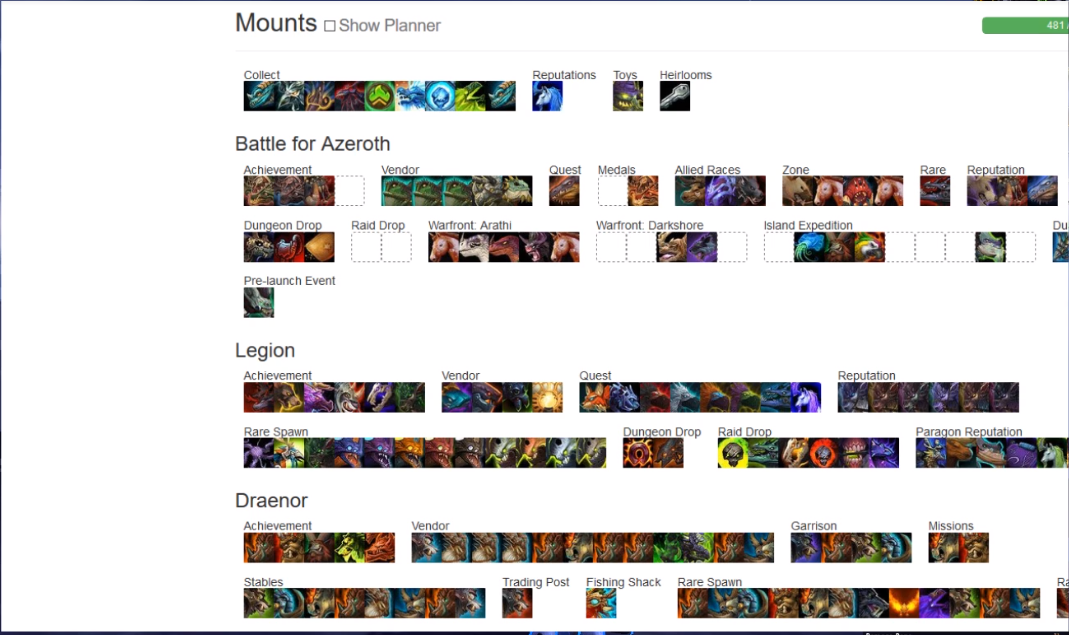 Mounts Show Planner
481
Collect Reputations Toys Heirlooms
Battle for Azeroth
Achievement Vendor Quest Medals Allied Races Zone Rare Reputation
Dungeon Drop Raid Drop Warfront: Arathi Warfront: Darkshore Island Expedition Du
Pre-launch Event
Legion
Achievement Vendor Quest Reputation
Rare Spawn Dungeon Drop Raid Drop Paragon Reputation
Draenor
Achievement Vendor Garrison Missions
Stables Trading Post Fishing Shack Rare Spawn Ra